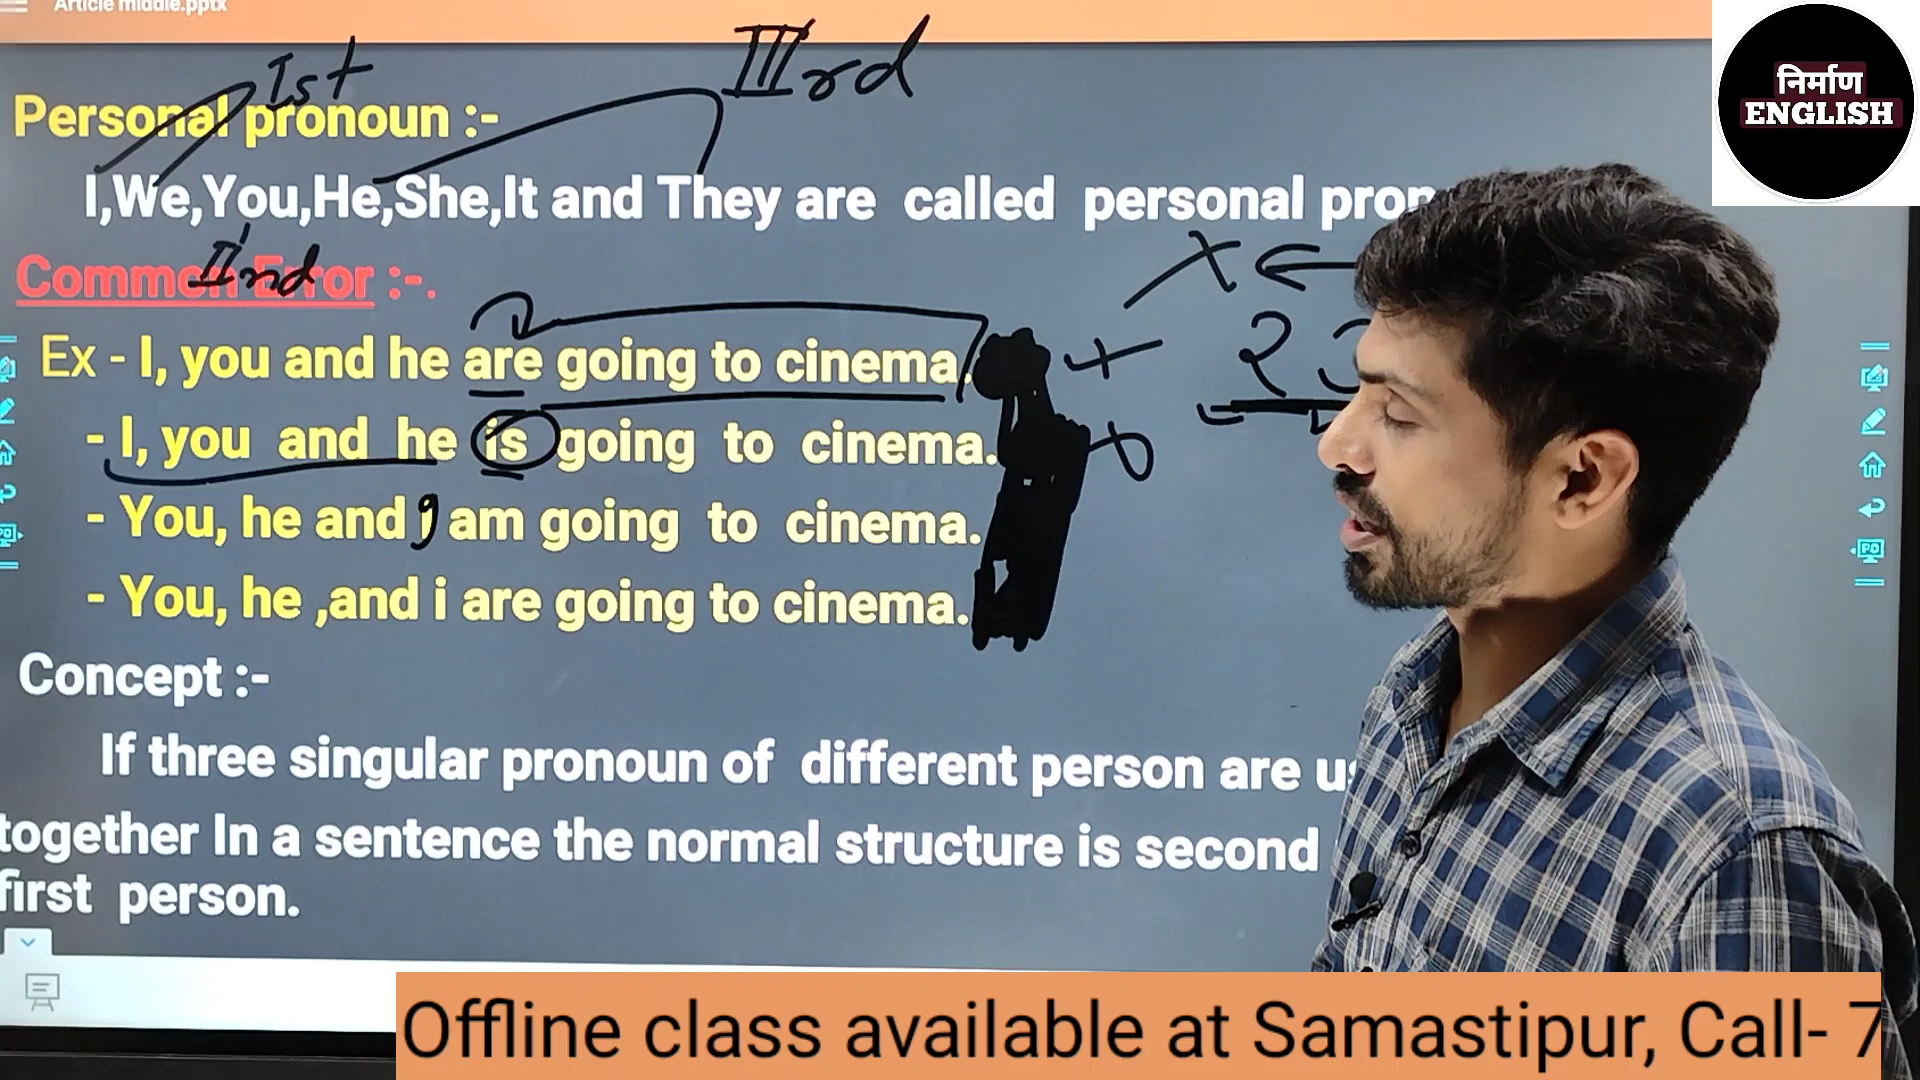 Article middle.pptx
निर्माण
ENGLISH
Ist
IIIrd
Personal pronoun :-
I,We,You,He,She,It and They are called personal
IInd
Common Error :-.
Ex - I, you and he are going to cinema.
- I, you and he is going to cinema.
- You, he and am going to cinema.
- You, he ,and i are going to cinema.
Concept :-
If three singular pronoun of different person are
together In a sentence the normal structure is second
first person.
Offline class available at Samastipur, Call- 7